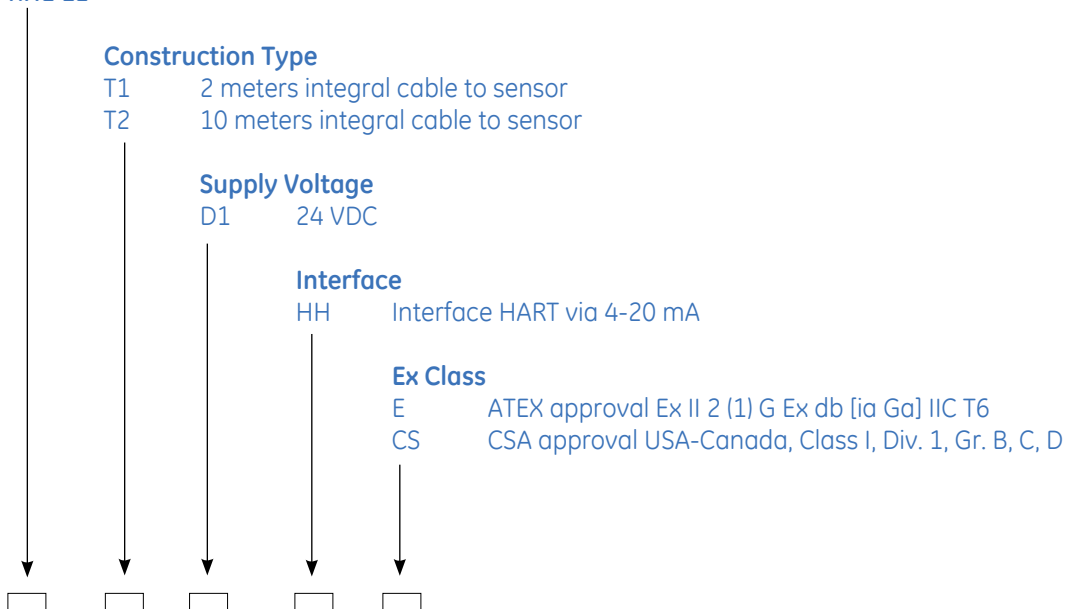 Construction Type
T1 2 meters integral cable to sensor
T2 10 meters integral cable to sensor
Supply Voltage
D1 24 VDC
Interface
HH Interface HART via 4-20 mA
Ex Class
E ATEX approval Ex II 2 (1) G Ex db [ia Ga] IIC T6
CS CSA approval USA-Canada, Class I, Div. 1, Gr. B, C, D